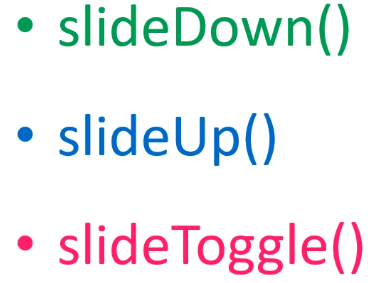 • slideDown()
• slideUp()
• slideToggle()